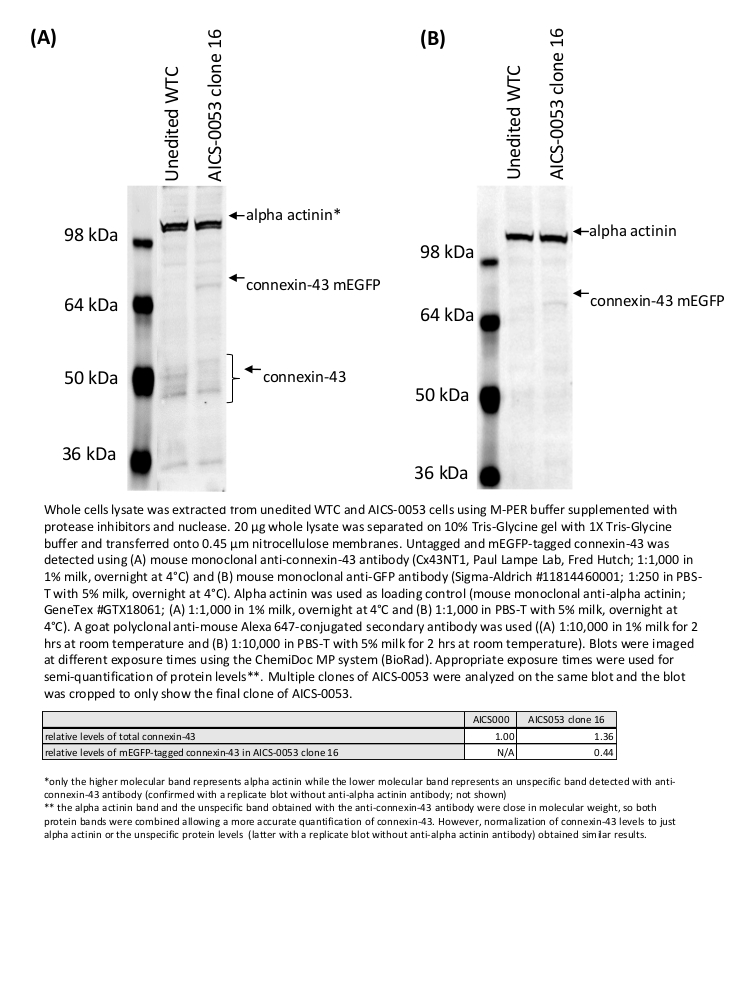 (A)
(B)
Unedited WTC
AICS-0053 clone 16
Unedited WTC
AICS-0053 clone 16
98 kDa
64 kDa
50 kDa
36 kDa
alpha actinin*
connexin-43 mEGFP
connexin-43
98 kDa
64 kDa
50 kDa
36 kDa
alpha actinin
connexin-43 mEGFP
Whole cells lysate was extracted from unedited WTC and AICS-0053 cells using M-PER buffer supplemented with
protease inhibitors and nuclease. 20 µg whole lysate was separated on 10% Tris-Glycine gel with 1X Tris-Glycine
buffer and transferred onto 0.45 µm nitrocellulose membranes. Untagged and mEGFP-tagged connexin-43 was
detected using (A) mouse monoclonal anti-connexin-43 antibody (Cx43NT1, Paul Lampe Lab, Fred Hutch; 1:1,000 in
1% milk, overnight at 4°C) and (B) mouse monoclonal anti-GFP antibody (Sigma-Aldrich #11814460001; 1:250 in PBS-
T with 5% milk, overnight at 4°C). Alpha actinin was used as loading control (mouse monoclonal anti-alpha actinin;
GeneTex #GTX18061; (A) 1:1,000 in 1% milk, overnight at 4°C and (B) 1:1,000 in PBS-T with 5% milk, overnight at
4°C). A goat polyclonal anti-mouse Alexa 647-conjugated secondary antibody was used ((A) 1:10,000 in 1% milk for 2
hrs at room temperature and (B) 1:10,000 in PBS-T with 5% milk for 2 hrs at room temperature). Blots were imaged
at different exposure times using the ChemiDoc MP system (BioRad). Appropriate exposure times were used for
semi-quantification of protein levels**. Multiple clones of AICS-0053 were analyzed on the same blot and the blot
was cropped to only show the final clone of AICS-0053.
AICS000 AICS053 clone 16
relative levels of total connexin-43 1.00 1.36
relative levels of mEGFP-tagged connexin-43 in AICS-0053 clone 16 N/A 0.44
*only the higher molecular band represents alpha actinin while the lower molecular band represents an unspecific band detected with anti-
connexin-43 antibody (confirmed with a replicate blot without anti-alpha actinin antibody; not shown)
** the alpha actinin band and the unspecific band obtained with the anti-connexin-43 antibody were close in molecular weight, so both
protein bands were combined allowing a more accurate quantification of connexin-43. However, normalization of connexin-43 levels to just
alpha actinin or the unspecific protein levels (latter with a replicate blot without anti-alpha actinin antibody) obtained similar results.